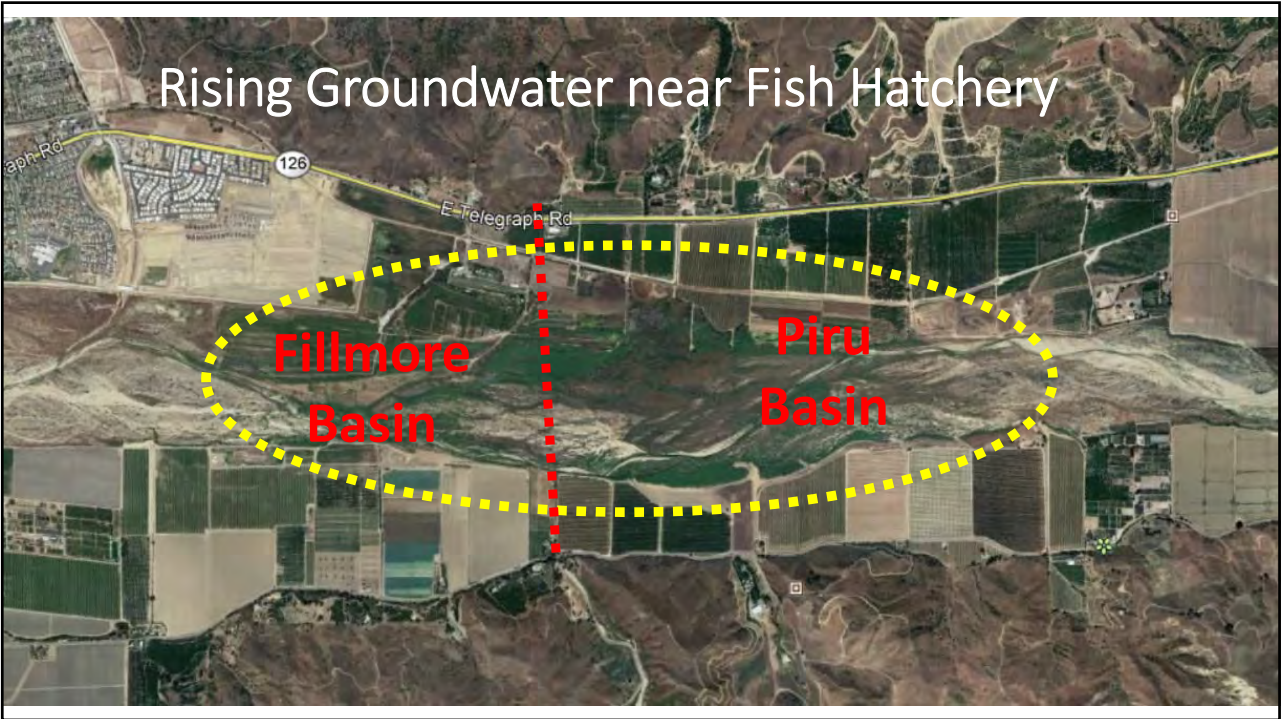 Rising Groundwater near Fish Hatchery
aph Rd
126
E Telegraph Rd
Fillmore
Basin
Piru
Basin